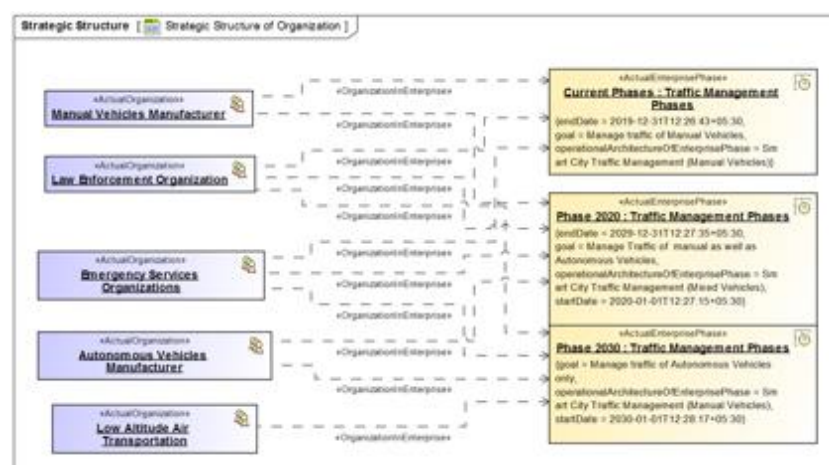 Strategic Structure [ Strategic Structure of Organization ]
«ActualOrganization»
Manual Vehicles Manufacturer
«ActualOrganization»
Law Enforcement Organization
«ActualOrganization»
Emergency Services
Organizations
«ActualOrganization»
Autonomous Vehicles
Manufacturer
«ActualOrganization»
Low Altitude Air
Transportation
«OrganizationInEnterprise»
«OrganizationInEnterprise»
«OrganizationInEnterprise»
«OrganizationInEnterprise»
«OrganizationInEnterprise»
«OrganizationInEnterprise»
«OrganizationInEnterprise»
«OrganizationInEnterprise»
«OrganizationInEnterprise»
«OrganizationInEnterprise»
«OrganizationInEnterprise»
«ActualEnterprisePhase»
Current Phases : Traffic Management
Phases
{endDate = 2019-12-31T12:26:43+05:30,
goal = Manage traffic of Manual Vehicles,
operationalArchitectureOfEnterprisePhase = Sm
art City Traffic Management (Manual Vehicles)}
«ActualEnterprisePhase»
Phase 2020 : Traffic Management Phases
{endDate = 2029-12-31T12:27:35+05:30,
goal = Manage Traffic of manual as well as
Autonomous Vehicles,
operationalArchitectureOfEnterprisePhase = Sm
art City Traffic Management (Mixed Vehicles),
startDate = 2020-01-01T12:27:15+05:30}
«ActualEnterprisePhase»
Phase 2030 : Traffic Management Phases
{goal = Manage traffic of Autonomous Vehicles
only,
operationalArchitectureOfEnterprisePhase = Sm
art City Traffic Management (Manual Vehicles),
startDate = 2030-01-01T12:28:17+05:30}